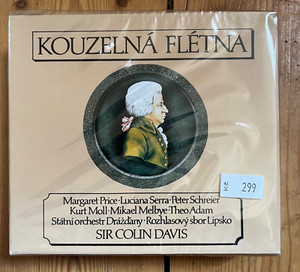 KOUZELNÁ FLÉTNA
Margaret Price · Luciana Serra · Peter Schreier
Kurt Moll · Mikael Melbye · Theo Adam
Státní orchestr Drážďany · Rozhlasový sbor Lipsko
SIR COLIN DAVIS
Kčs 299